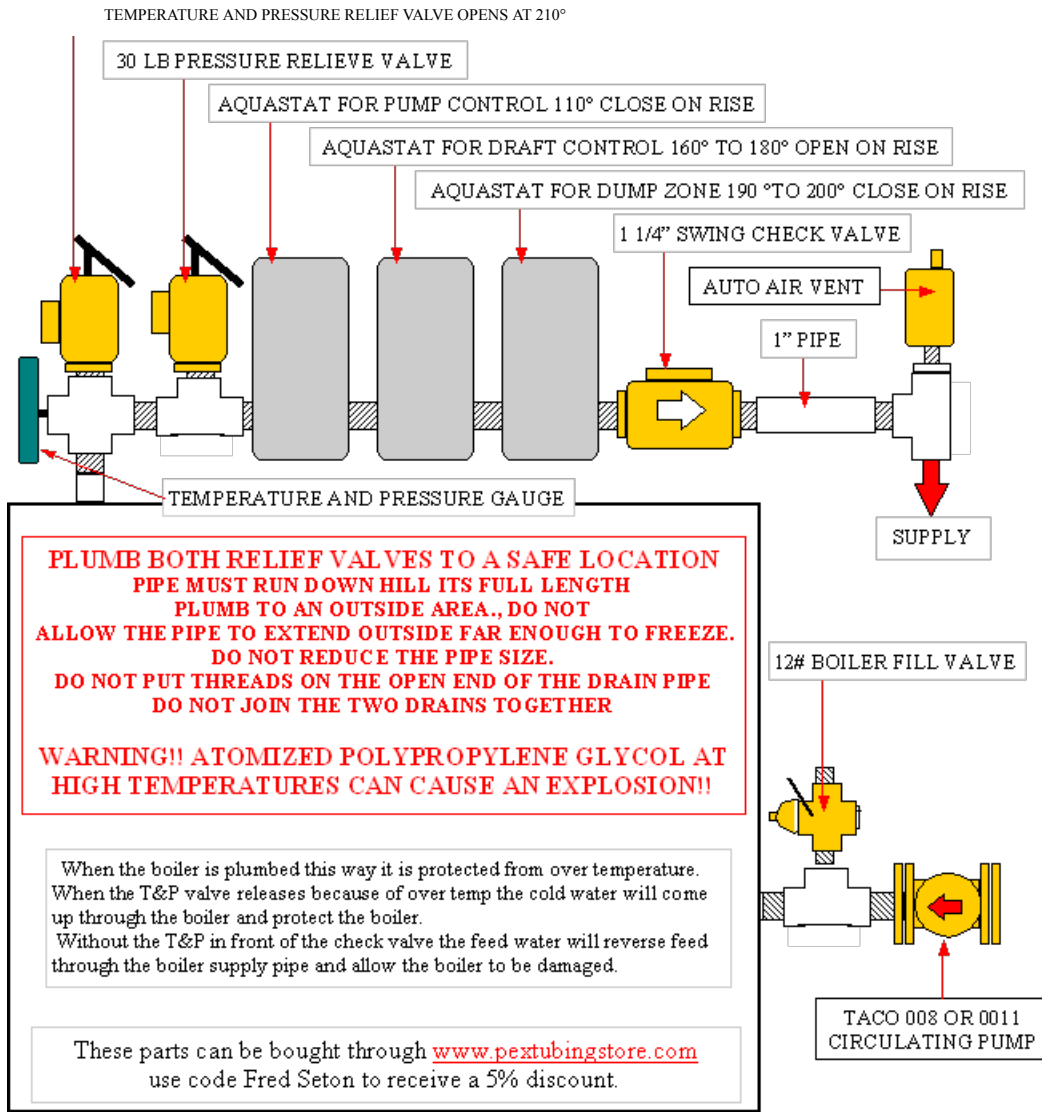 TEMPERATURE AND PRESSURE RELIEF VALVE OPENS AT 210°
30 LB PRESSURE RELIEVE VALVE
AQUASTAT FOR PUMP CONTROL 110° CLOSE ON RISE
AQUASTAT FOR DRAFT CONTROL 160° TO 180° OPEN ON RISE
AQUASTAT FOR DUMP ZONE 190 °TO 200° CLOSE ON RISE
1 1/4” SWING CHECK VALVE
AUTO AIR VENT
1” PIPE
TEMPERATURE AND PRESSURE GAUGE
SUPPLY
PLUMB BOTH RELIEF VALVES TO A SAFE LOCATION
PIPE MUST RUN DOWN HILL ITS FULL LENGTH
PLUMB TO AN OUTSIDE AREA., DO NOT
ALLOW THE PIPE TO EXTEND OUTSIDE FAR ENOUGH TO FREEZE.
DO NOT REDUCE THE PIPE SIZE.
DO NOT PUT THREADS ON THE OPEN END OF THE DRAIN PIPE
DO NOT JOIN THE TWO DRAINS TOGETHER
WARNING!! ATOMIZED POLYPROPYLENE GLYCOL AT
HIGH TEMPERATURES CAN CAUSE AN EXPLOSION!!
12# BOILER FILL VALVE
When the boiler is plumbed this way it is protected from over temperature.
When the T&P valve releases because of over temp the cold water will come
up through the boiler and protect the boiler.
Without the T&P in front of the check valve the feed water will reverse feed
through the boiler supply pipe and allow the boiler to be damaged.
TACO 008 OR 0011
CIRCULATING PUMP
These parts can be bought through www.pextubingstore.com
use code Fred Seton to receive a 5% discount.